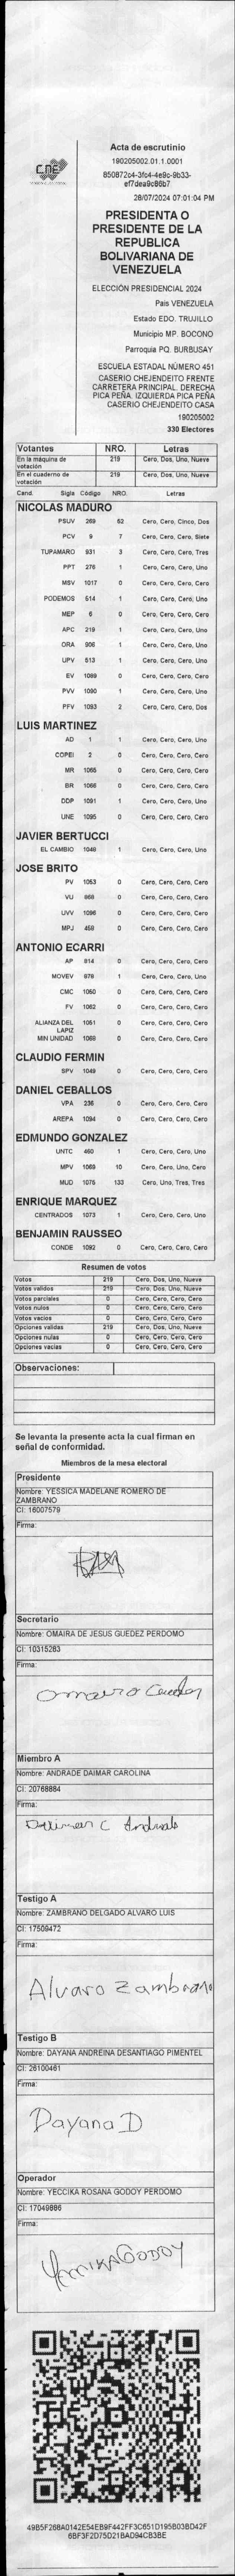 CNE
Acta de escrutinio
190205002.01.1.0001
850872c4-3fc4-4e9c-9b33-
ef7dea9c86b7
28/07/2024 07:01:04 PM
PRESIDENTA O
PRESIDENTE DE LA
REPUBLICA
BOLIVARIANA DE
VENEZUELA
ELECCIÓN PRESIDENCIAL 2024
Pais VENEZUELA
Estado EDO. TRUJILLO
Municipio MP. BOCONO
Parroquia PQ. BURBUSAY
ESCUELA ESTADAL NÚMERO 451
CASERIO CHEJENDEITO FRENTE
CARRETERA PRINCIPAL. DERECHA
PICA PEÑA. IZQUIERDA PICA PEÑA
CASERIO CHEJENDEITO CASA
190205002
330 Electores
Votantes NRO. Letras
En la máquina de votación 219 Cero, Dos, Uno, Nueve
En el cuaderno de votación 219 Cero, Dos, Uno, Nueve
Cand. Sigla Código NRO. Letras
NICOLAS MADURO
PSUV 269 52 Cero, Cero, Cinco, Dos
PCV 9 7 Cero, Cero, Cero, Siete
TUPAMARO 931 3 Cero, Cero, Cero, Tres
PPT 276 1 Cero, Cero, Cero, Uno
MSV 1017 0 Cero, Cero, Cero, Cero
PODEMOS 514 1 Cero, Cero, Cero, Uno
MEP 6 0 Cero, Cero, Cero, Cero
APC 219 1 Cero, Cero, Cero, Uno
ORA 906 1 Cero, Cero, Cero, Uno
UPV 513 1 Cero, Cero, Cero, Uno
EV 1089 0 Cero, Cero, Cero, Cero
PVV 1090 1 Cero, Cero, Cero, Uno
PFV 1093 2 Cero, Cero, Cero, Dos
LUIS MARTINEZ
AD 1 1 Cero, Cero, Cero, Uno
COPEI 2 0 Cero, Cero, Cero, Cero
MR 1065 0 Cero, Cero, Cero, Cero
BR 1066 0 Cero, Cero, Cero, Cero
DDP 1091 1 Cero, Cero, Cero, Uno
UNE 1095 0 Cero, Cero, Cero, Cero
JAVIER BERTUCCI
EL CAMBIO 1048 1 Cero, Cero, Cero, Uno
JOSE BRITO
PV 1053 0 Cero, Cero, Cero, Cero
VU 868 0 Cero, Cero, Cero, Cero
UVV 1096 0 Cero, Cero, Cero, Cero
MPJ 458 0 Cero, Cero, Cero, Cero
ANTONIO ECARRI
AP 814 0 Cero, Cero, Cero, Cero
MOVEV 979 1 Cero, Cero, Cero, Uno
CMC 1050 0 Cero, Cero, Cero, Cero
FV 1062 0 Cero, Cero, Cero, Cero
ALIANZA DEL LAPIZ 1051 0 Cero, Cero, Cero, Cero
MIN UNIDAD 1069 0 Cero, Cero, Cero, Cero
CLAUDIO FERMIN
SPV 1049 0 Cero, Cero, Cero, Cero
DANIEL CEBALLOS
VPA 236 0 Cero, Cero, Cero, Cero
AREPA 1094 0 Cero, Cero, Cero, Cero
EDMUNDO GONZALEZ
UNTC 460 1 Cero, Cero, Cero, Uno
MPV 1069 10 Cero, Cero, Uno, Cero
MUD 1075 133 Cero, Uno, Tres, Tres
ENRIQUE MARQUEZ
CENTRADOS 1073 1 Cero, Cero, Cero, Uno
BENJAMIN RAUSSEO
CONDE 1092 0 Cero, Cero, Cero, Cero
Resumen de votos
Votos 219 Cero, Dos, Uno, Nueve
Votos validos 219 Cero, Dos, Uno, Nueve
Votos parciales 0 Cero, Cero, Cero, Cero
Votos nulos 0 Cero, Cero, Cero, Cero
Votos vacios 0 Cero, Cero, Cero, Cero
Opciones validas 219 Cero, Dos, Uno, Nueve
Opciones nulas 0 Cero, Cero, Cero, Cero
Opciones vacias 0 Cero, Cero, Cero, Cero
Observaciones:
Se levanta la presente acta la cual firman en
señal de conformidad.
Miembros de la mesa electoral
Presidente
Nombre: YESSICA MADELANE ROMERO DE
ZAMBRANO
CI: 16007579
Firma:
Secretario
Nombre: OMAIRA DE JESUS GUEDEZ PERDOMO
CI: 10315283
Firma:
Omaira Guedez
Miembro A
Nombre: ANDRADE DAIMAR CAROLINA
CI: 20768884
Firma:
Daimar C Andrade
Testigo A
Nombre: ZAMBRANO DELGADO ALVARO LUIS
CI: 17509472
Firma:
Alvaro Zambrano
Testigo B
Nombre: DAYANA ANDREINA DESANTIAGO PIMENTEL
CI: 26100461
Firma:
Dayana D
Operador
Nombre: YECCIKA ROSANA GODOY PERDOMO
CI: 17049886
Firma:
YECCIKA GODOY
49B5F268A0142E54EB9F442FF3C651D195B03BD42F
6BF3F2D75D21BAD94CB3BE